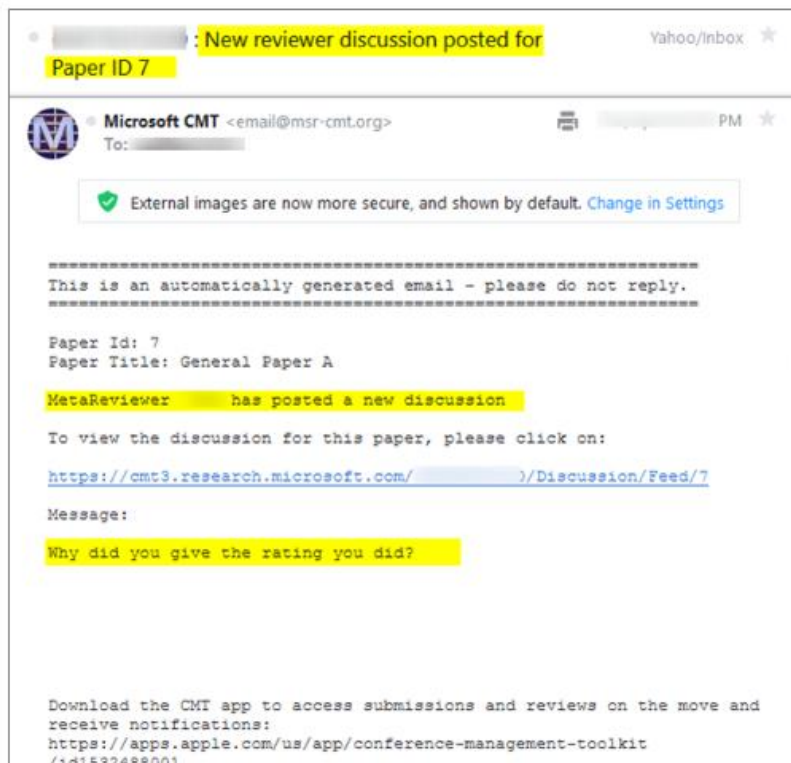 : New reviewer discussion posted for
Paper ID 7
Yahoo/Inbox
Microsoft CMT <email@msr-cmt.org>
PM
To:
External images are now more secure, and shown by default. Change in Settings
=================================================================
This is an automatically generated email - please do not reply.
=================================================================
Paper Id: 7
Paper Title: General Paper A
MetaReviewer has posted a new discussion
To view the discussion for this paper, please click on:
https://cmt3.research.microsoft.com/ )/Discussion/Feed/7
Message:
Why did you give the rating you did?
Download the CMT app to access submissions and reviews on the move and
receive notifications:
https://apps.apple.com/us/app/conference-management-toolkit
/id1532488001